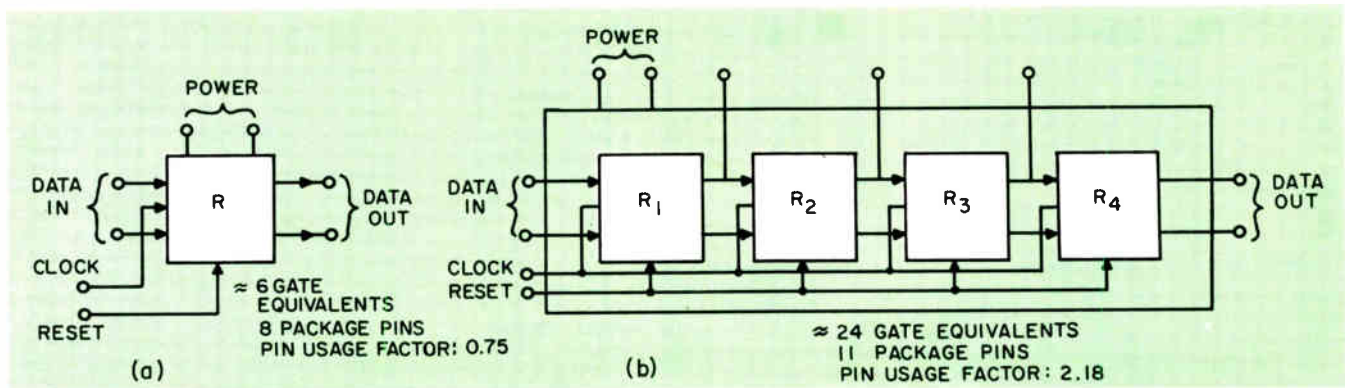 POWER
DATA
IN
R
DATA
OUT
CLOCK
RESET
≈ 6 GATE
EQUIVALENTS
8 PACKAGE PINS
PIN USAGE FACTOR: 0.75
(a)
POWER
DATA
IN
R1
R2
R3
R4
DATA
OUT
CLOCK
RESET
≈ 24 GATE EQUIVALENTS
11 PACKAGE PINS
PIN USAGE FACTOR: 2.18
(b)